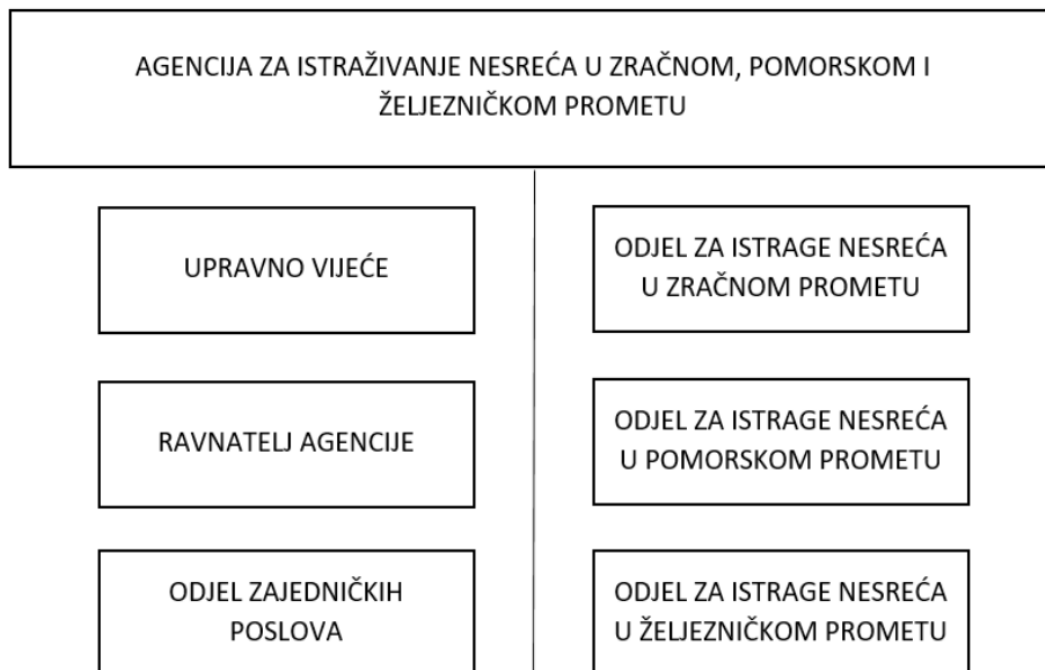 AGENCIJA ZA ISTRAŽIVANJE NESREĆA U ZRAČNOM, POMORSKOM I
ŽELJEZNIČKOM PROMETU
UPRAVNO VIJEĆE
RAVNATELJ AGENCIJE
ODJEL ZAJEDNIČKIH
POSLOVA
ODJEL ZA ISTRAGE NESREĆA
U ZRAČNOM PROMETU
ODJEL ZA ISTRAGE NESREĆA
U POMORSKOM PROMETU
ODJEL ZA ISTRAGE NESREĆA
U ŽELJEZNIČKOM PROMETU